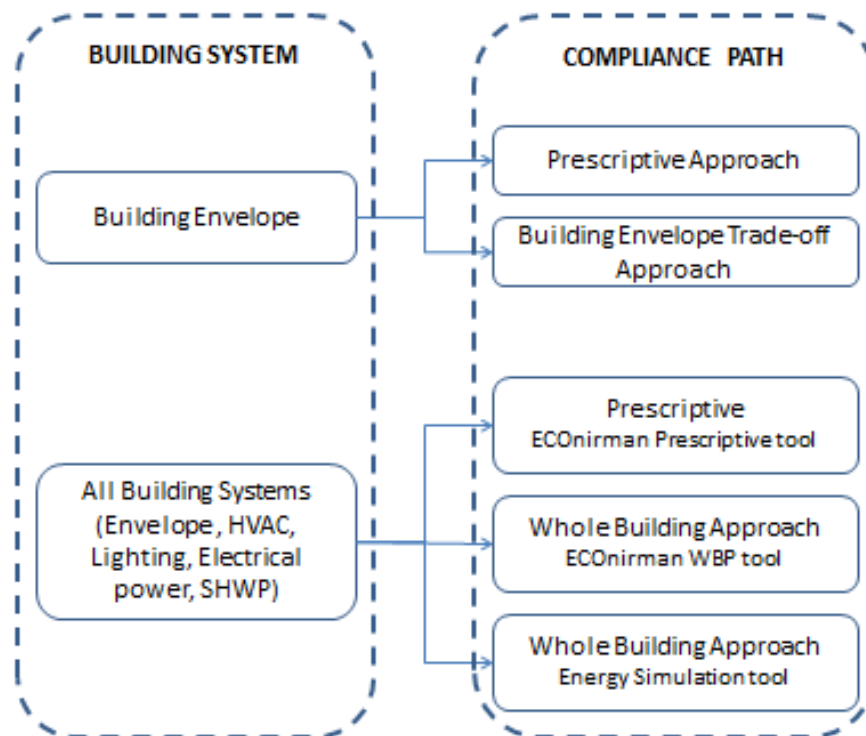 BUILDING SYSTEM
Building Envelope
All Building Systems
(Envelope, HVAC,
Lighting, Electrical
power, SHWP)
COMPLIANCE PATH
Prescriptive Approach
Building Envelope Trade-off
Approach
Prescriptive
ECOnirman Prescriptive tool
Whole Building Approach
ECOnirman WBP tool
Whole Building Approach
Energy Simulation tool